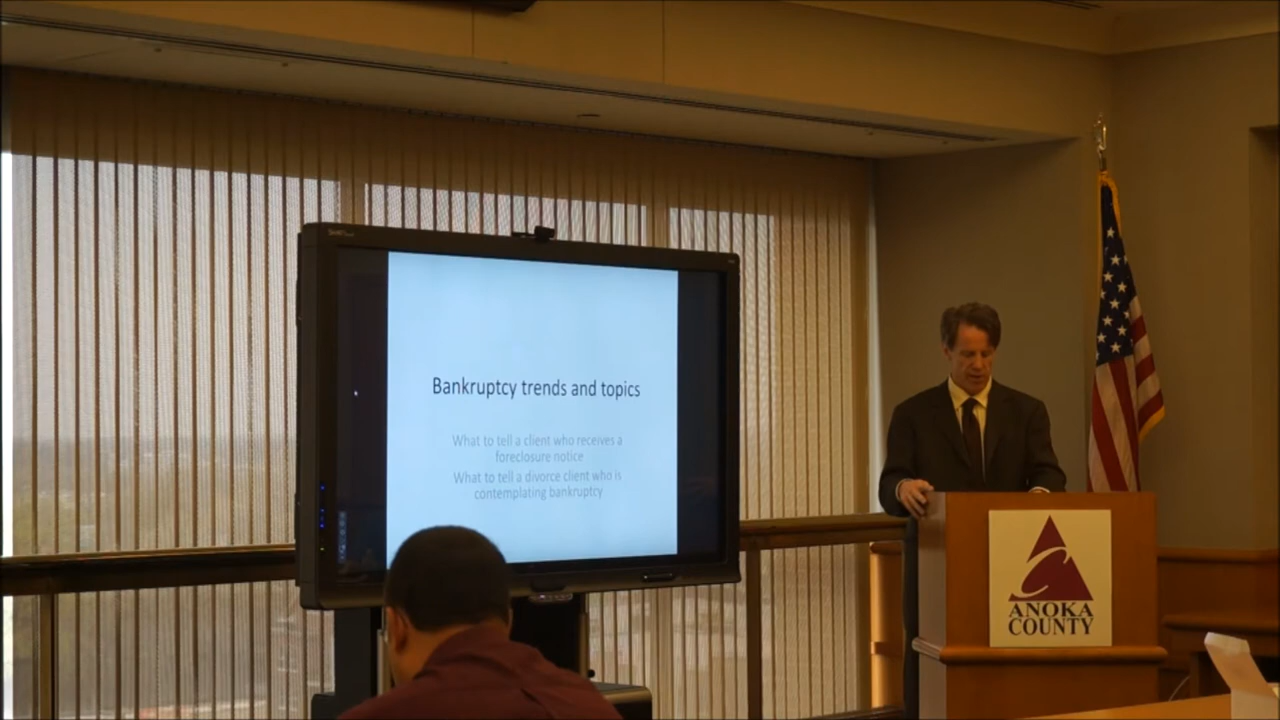 SMART
Bankruptcy trends and topics
What to tell a client who receives a
foreclosure notice
What to tell a divorce client who is
contemplating bankruptcy
ANOKA
COUNTY